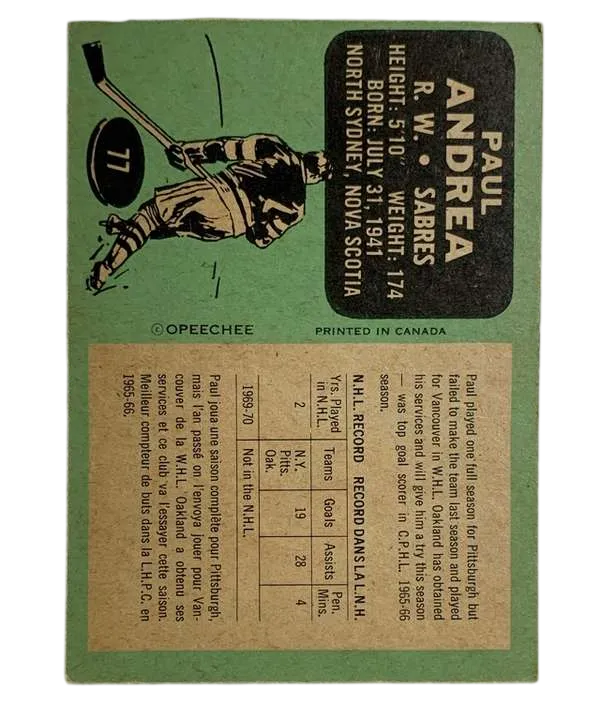 PAUL
ANDREA
R. W. • SABRES
HEIGHT: 5'10" WEIGHT: 174
BORN: JULY 31, 1941
NORTH SYDNEY, NOVA SCOTIA
77
©OPEECHEE
PRINTED IN CANADA
Paul played one full season for Pittsburgh but
failed to make the team last season and played
for Vancouver in W.H.L. Oakland has obtained
his services and will give him a try this season
— was top goal scorer in C.P.H.L. 1965-66
season.
N.H.L. RECORD RECORD DANS LA L.N.H.
Yrs. Played in N.H.L. Teams Goals Assists Pen. Mins.
2 N.Y. Pitts. Oak. 19 28 4
1969-70 Not in the N.H.L.
Paul joua une saison complète pour Pittsburgh,
mais l'an passé on l'envoya jouer pour Van-
couver de la W.H.L. Oakland a obtenu ses
services et ce club va l'essayer cette saison.
Meilleur compteur de buts dans la L.H.P.C. en
1965-66.